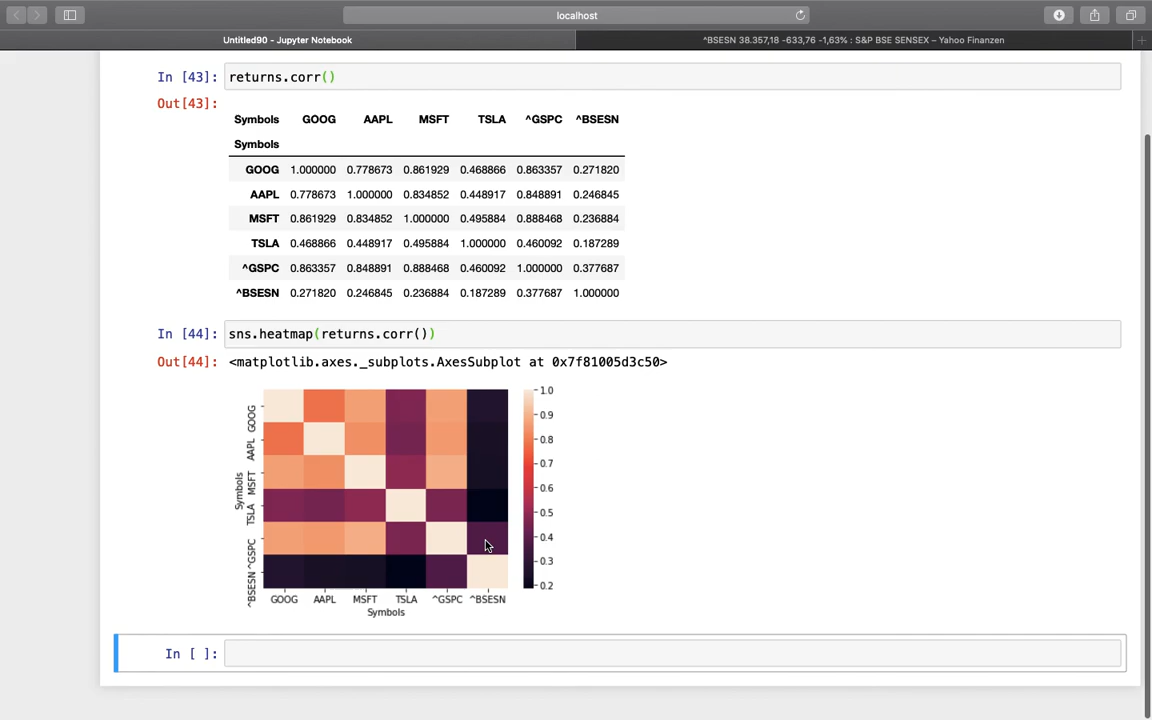 localhost
Untitled90 - Jupyter Notebook
^BSESN 38.357,18 -633,76 -1,63% : S&P BSE SENSEX – Yahoo Finanzen
In [43]: returns.corr()
Out[43]:
Symbols GOOG AAPL MSFT TSLA ^GSPC ^BSESN
Symbols
GOOG 1.000000 0.778673 0.861929 0.468866 0.863357 0.271820
AAPL 0.778673 1.000000 0.834852 0.448917 0.848891 0.246845
MSFT 0.861929 0.834852 1.000000 0.495884 0.888468 0.236884
TSLA 0.468866 0.448917 0.495884 1.000000 0.460092 0.187289
^GSPC 0.863357 0.848891 0.888468 0.460092 1.000000 0.377687
^BSESN 0.271820 0.246845 0.236884 0.187289 0.377687 1.000000
In [44]: sns.heatmap(returns.corr())
Out[44]: <matplotlib.axes._subplots.AxesSubplot at 0x7f81005d3c50>
Symbols
GOOG
AAPL
MSFT
TSLA
^GSPC
^BSESN
GOOG AAPL MSFT TSLA ^GSPC ^BSESN
Symbols
1.0
0.9
0.8
0.7
0.6
0.5
0.4
0.3
0.2
In [ ]: